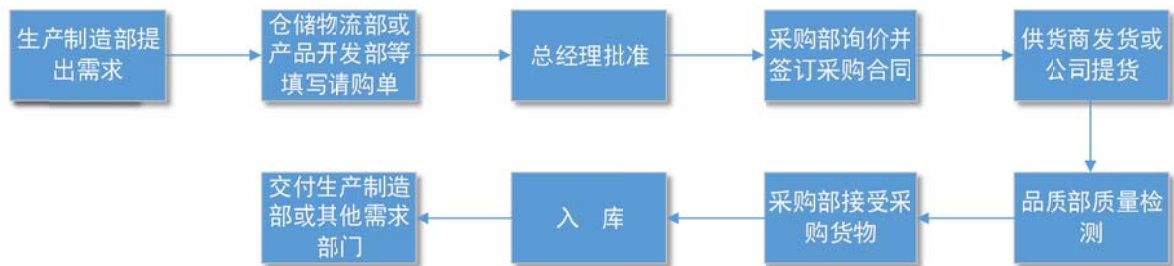 生产制造部提
出需求
仓储物流部或
产品开发部等
填写请购单
总经理批准
采购部询价并
签订采购合同
供货商发货或
公司提货
品质部质量检
测
采购部接受采
购货物
入 库
交付生产制造
部或其他需求
部门